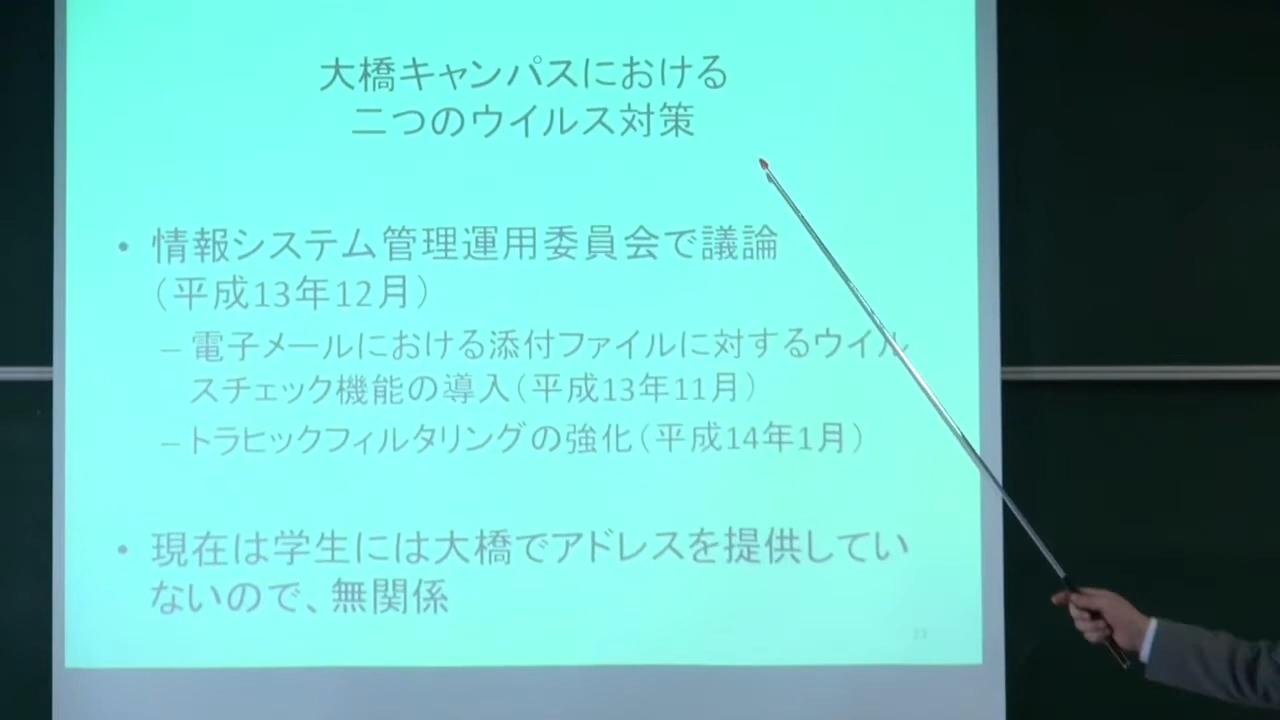 大橋キャンパスにおける
二つのウイルス対策
• 情報システム管理運用委員会で議論
（平成13年12月）
– 電子メールにおける添付ファイルに対するウイル
スチェック機能の導入（平成13年11月）
– トラヒックフィルタリングの強化（平成14年1月）
• 現在は学生には大橋でアドレスを提供してい
ないので、無関係